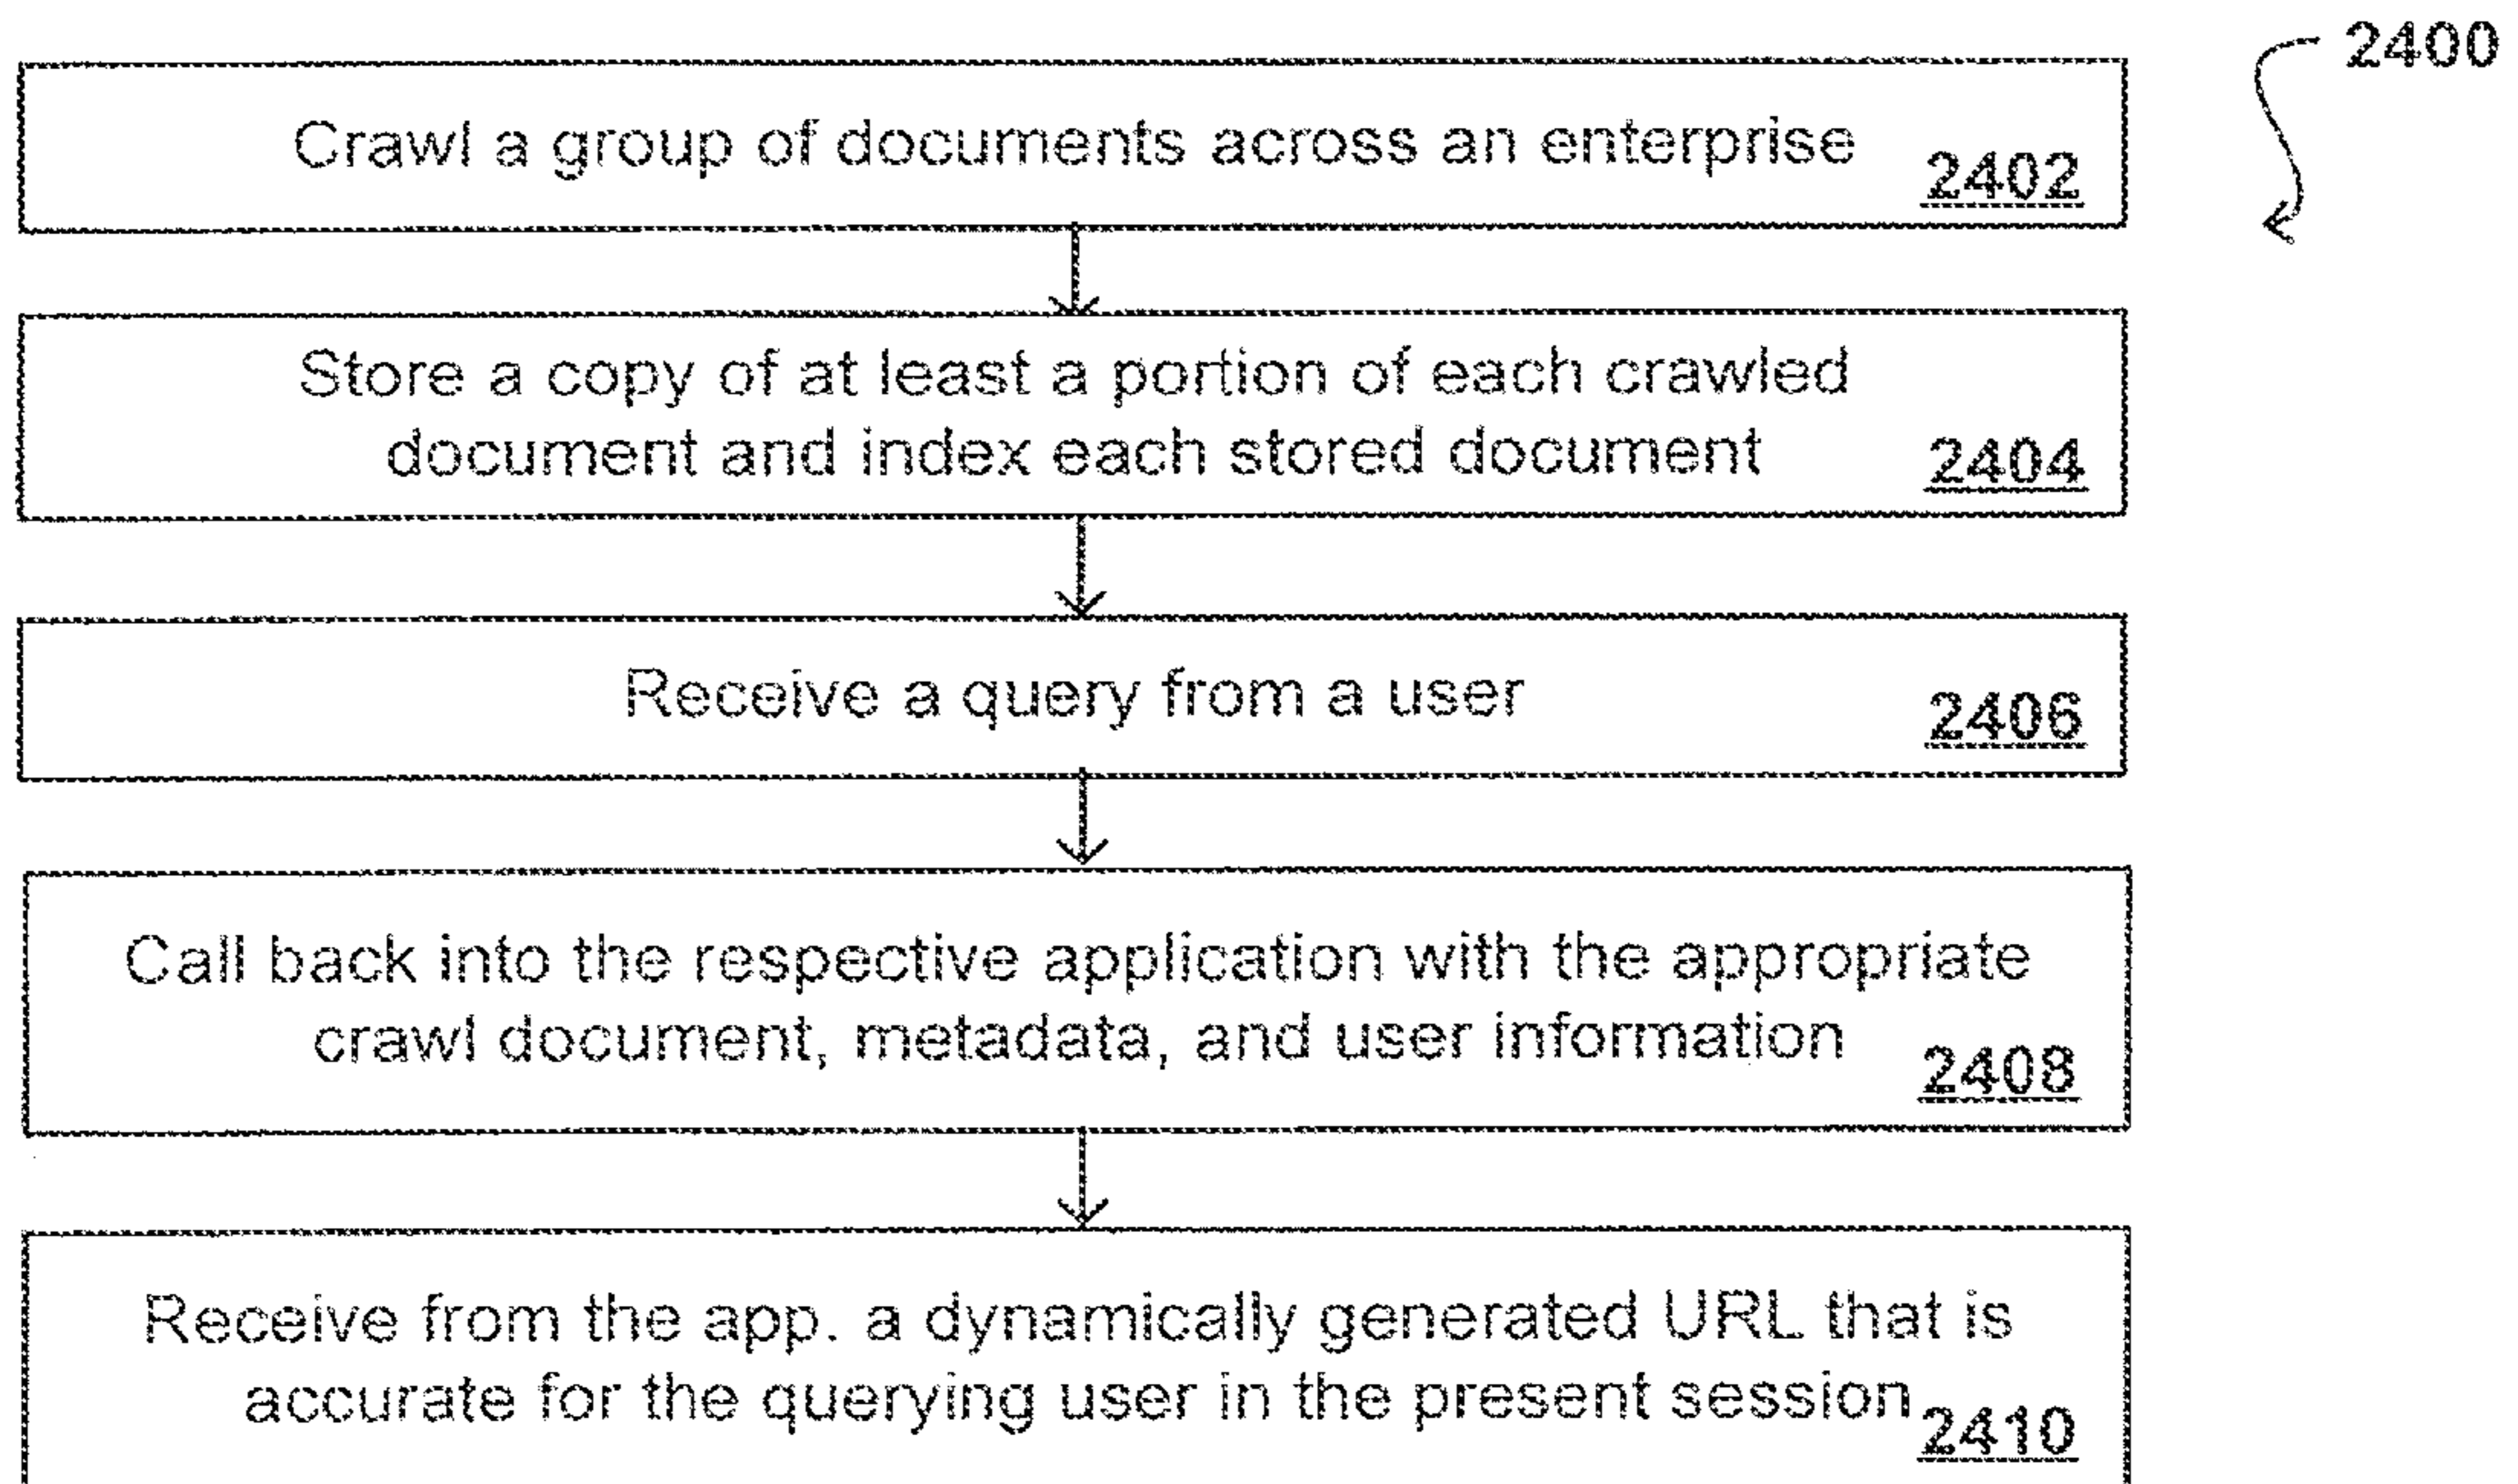 2400
Crawl a group of documents across an enterprise
2402
Store a copy of at least a portion of each crawled
document and index each stored document
2404
Receive a query from a user
2406
Call back into the respective application with the appropriate
crawl document, metadata, and user information
2408
Receive from the app. a dynamically generated URL that is
accurate for the querying user in the present session
2410